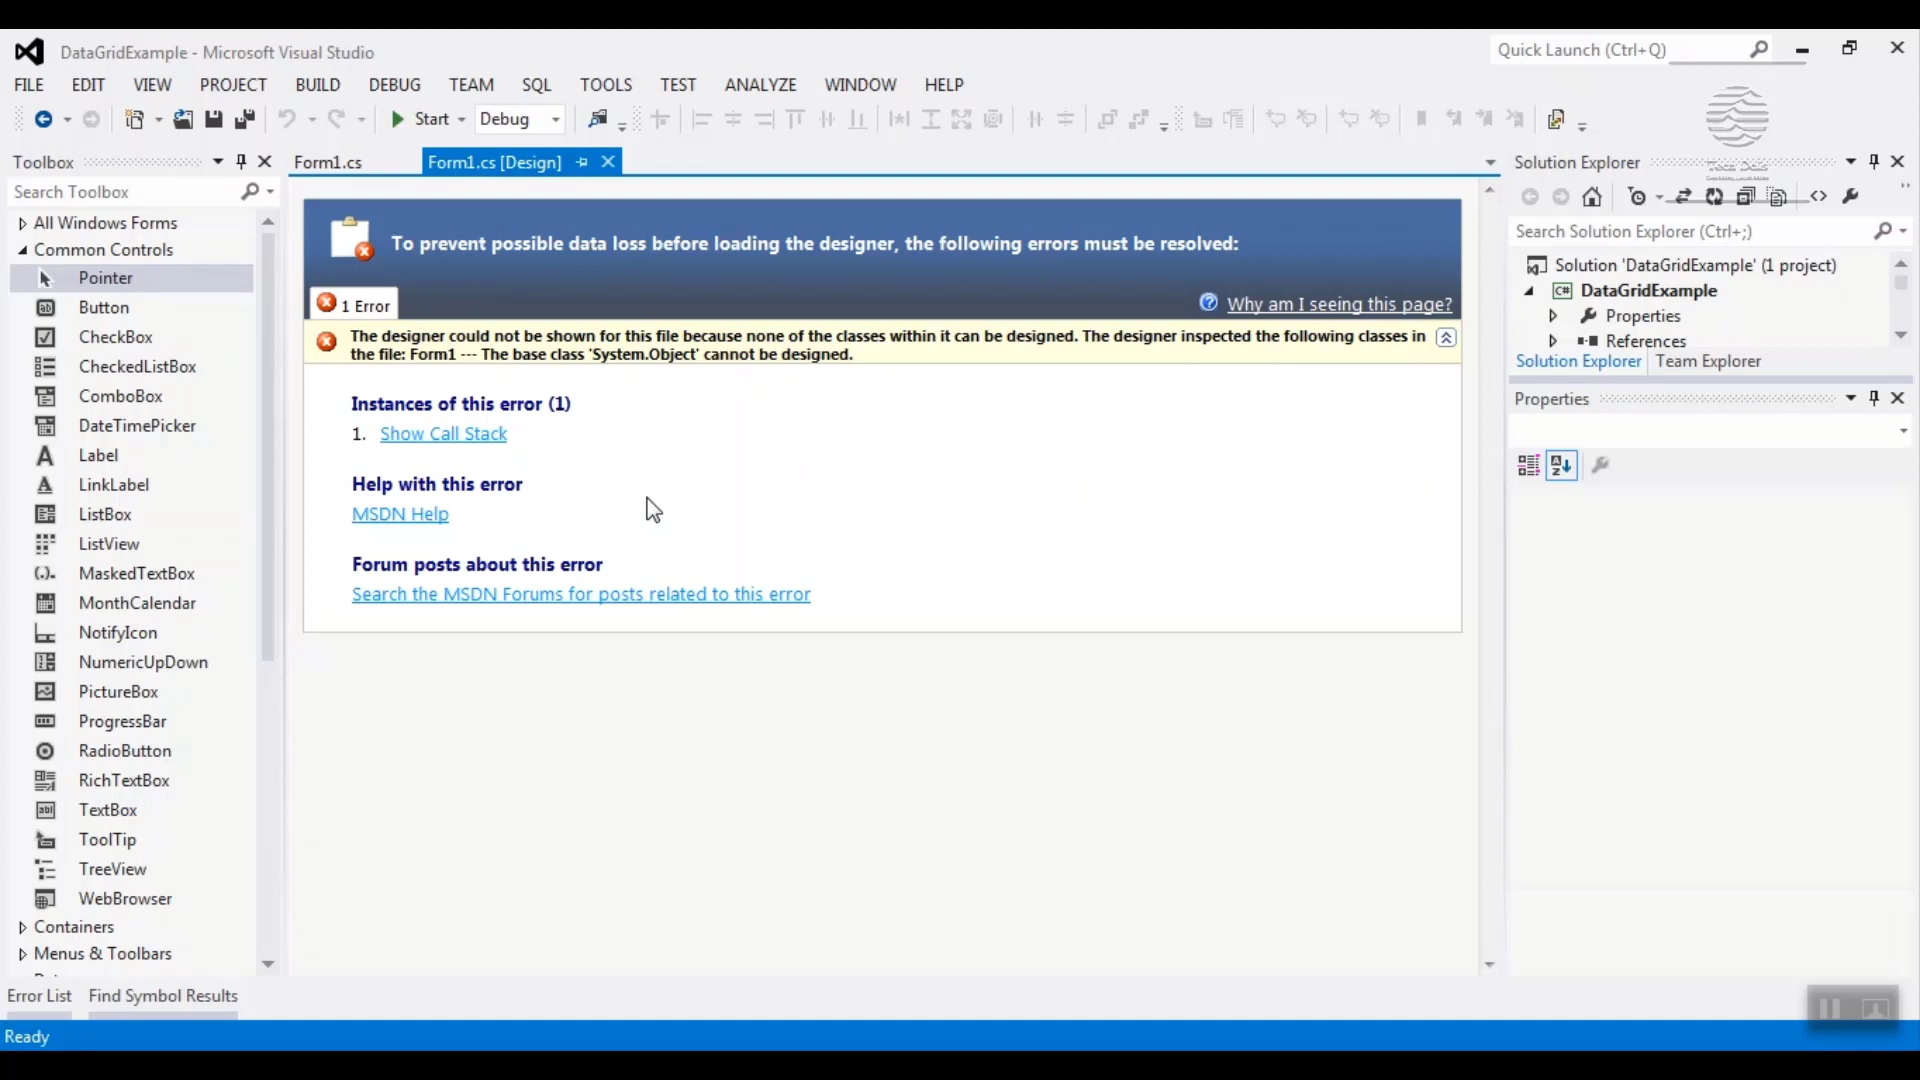 DataGridExample - Microsoft Visual Studio
Quick Launch (Ctrl+Q)
FILE EDIT VIEW PROJECT BUILD DEBUG TEAM SQL TOOLS TEST ANALYZE WINDOW HELP
Start Debug
Toolbox
Search Toolbox
All Windows Forms
Common Controls
Pointer
Button
CheckBox
CheckedListBox
ComboBox
DateTimePicker
Label
LinkLabel
ListBox
ListView
MaskedTextBox
MonthCalendar
NotifyIcon
NumericUpDown
PictureBox
ProgressBar
RadioButton
RichTextBox
TextBox
ToolTip
TreeView
WebBrowser
Containers
Menus & Toolbars
Form1.cs Form1.cs [Design]
To prevent possible data loss before loading the designer, the following errors must be resolved:
1 Error
Why am I seeing this page?
The designer could not be shown for this file because none of the classes within it can be designed. The designer inspected the following classes in
the file: Form1 --- The base class 'System.Object' cannot be designed.
Instances of this error (1)
1. Show Call Stack
Help with this error
MSDN Help
Forum posts about this error
Search the MSDN Forums for posts related to this error
Solution Explorer
Search Solution Explorer (Ctrl+;)
Solution 'DataGridExample' (1 project)
C# DataGridExample
Properties
References
Solution Explorer Team Explorer
Properties
Error List Find Symbol Results
Ready